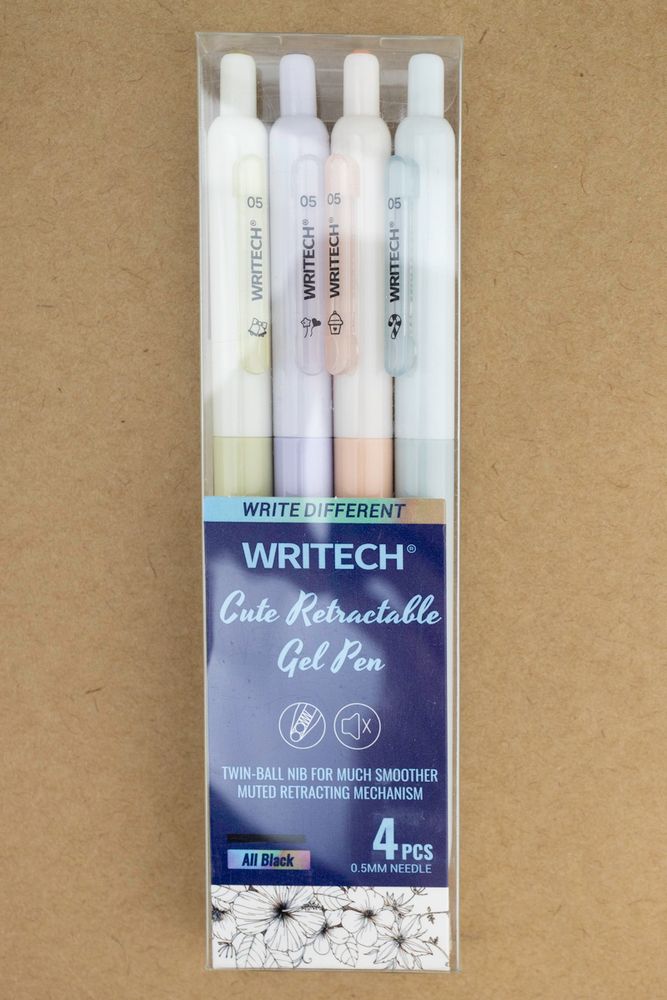 05
WRITECH®
05
WRITECH®
05
WRITECH®
05
WRITECH®
WRITE DIFFERENT
WRITECH®
Cute Retractable
Gel Pen
TWIN-BALL NIB FOR MUCH SMOOTHER
MUTED RETRACTING MECHANISM
4 PCS
All Black
0.5MM NEEDLE